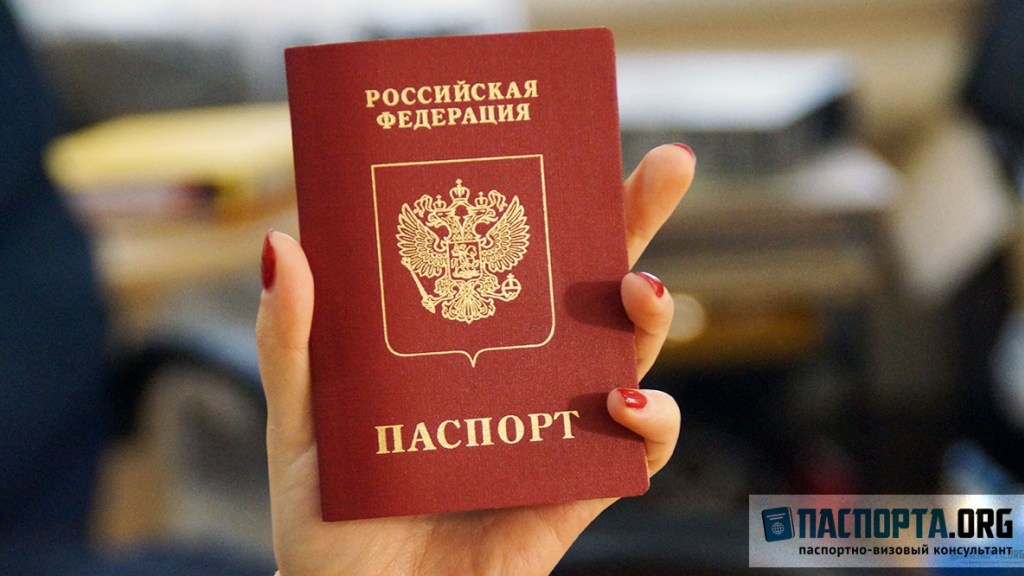 РОССИЙСКАЯ
ФЕДЕРАЦИЯ
ПАСПОРТ
ПАСПОРТА.ORG
паспортно-визовый консультант